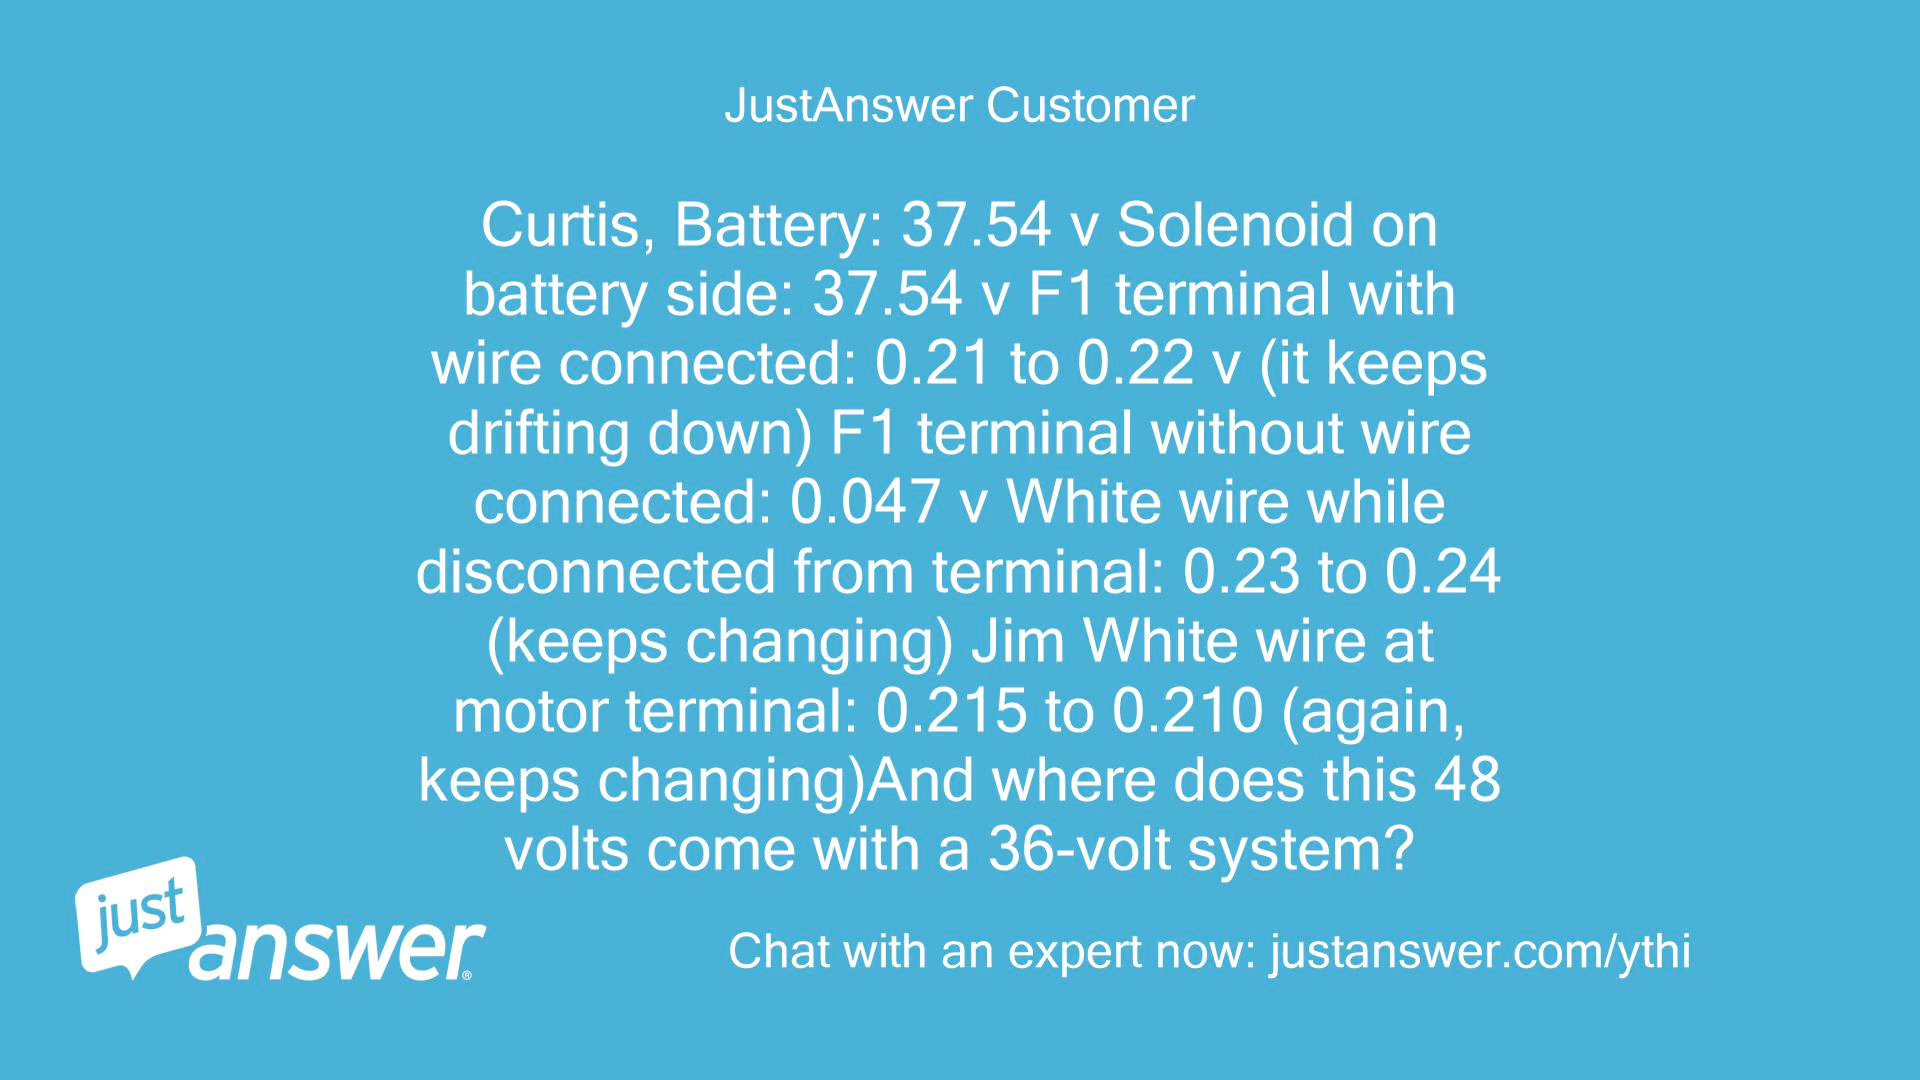 JustAnswer Customer
Curtis, Battery: 37.54 v Solenoid on
battery side: 37.54 v F1 terminal with
wire connected: 0.21 to 0.22 v (it keeps
drifting down) F1 terminal without wire
connected: 0.047 v White wire while
disconnected from terminal: 0.23 to 0.24
(keeps changing) Jim White wire at
motor terminal: 0.215 to 0.210 (again,
keeps changing)And where does this 48
volts come with a 36-volt system?
just
answer®
Chat with an expert now: justanswer.com/ythi